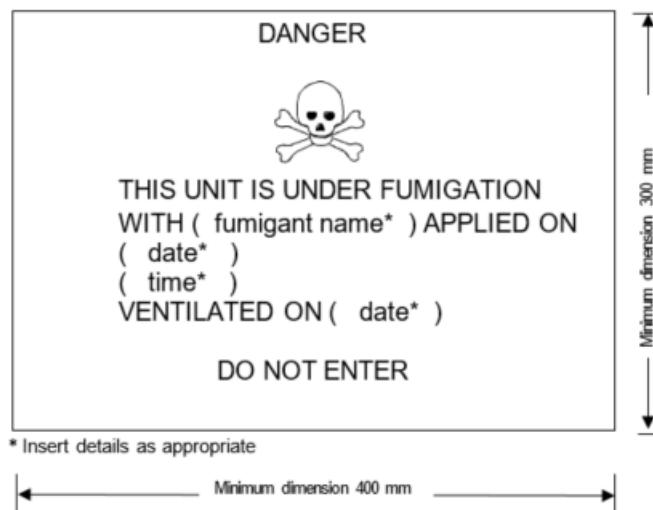 DANGER
THIS UNIT IS UNDER FUMIGATION
WITH ( fumigant name* ) APPLIED ON
( date* )
( time* )
VENTILATED ON ( date* )
DO NOT ENTER
* Insert details as appropriate
Minimum dimension 400 mm
Minimum dimension 300 mm